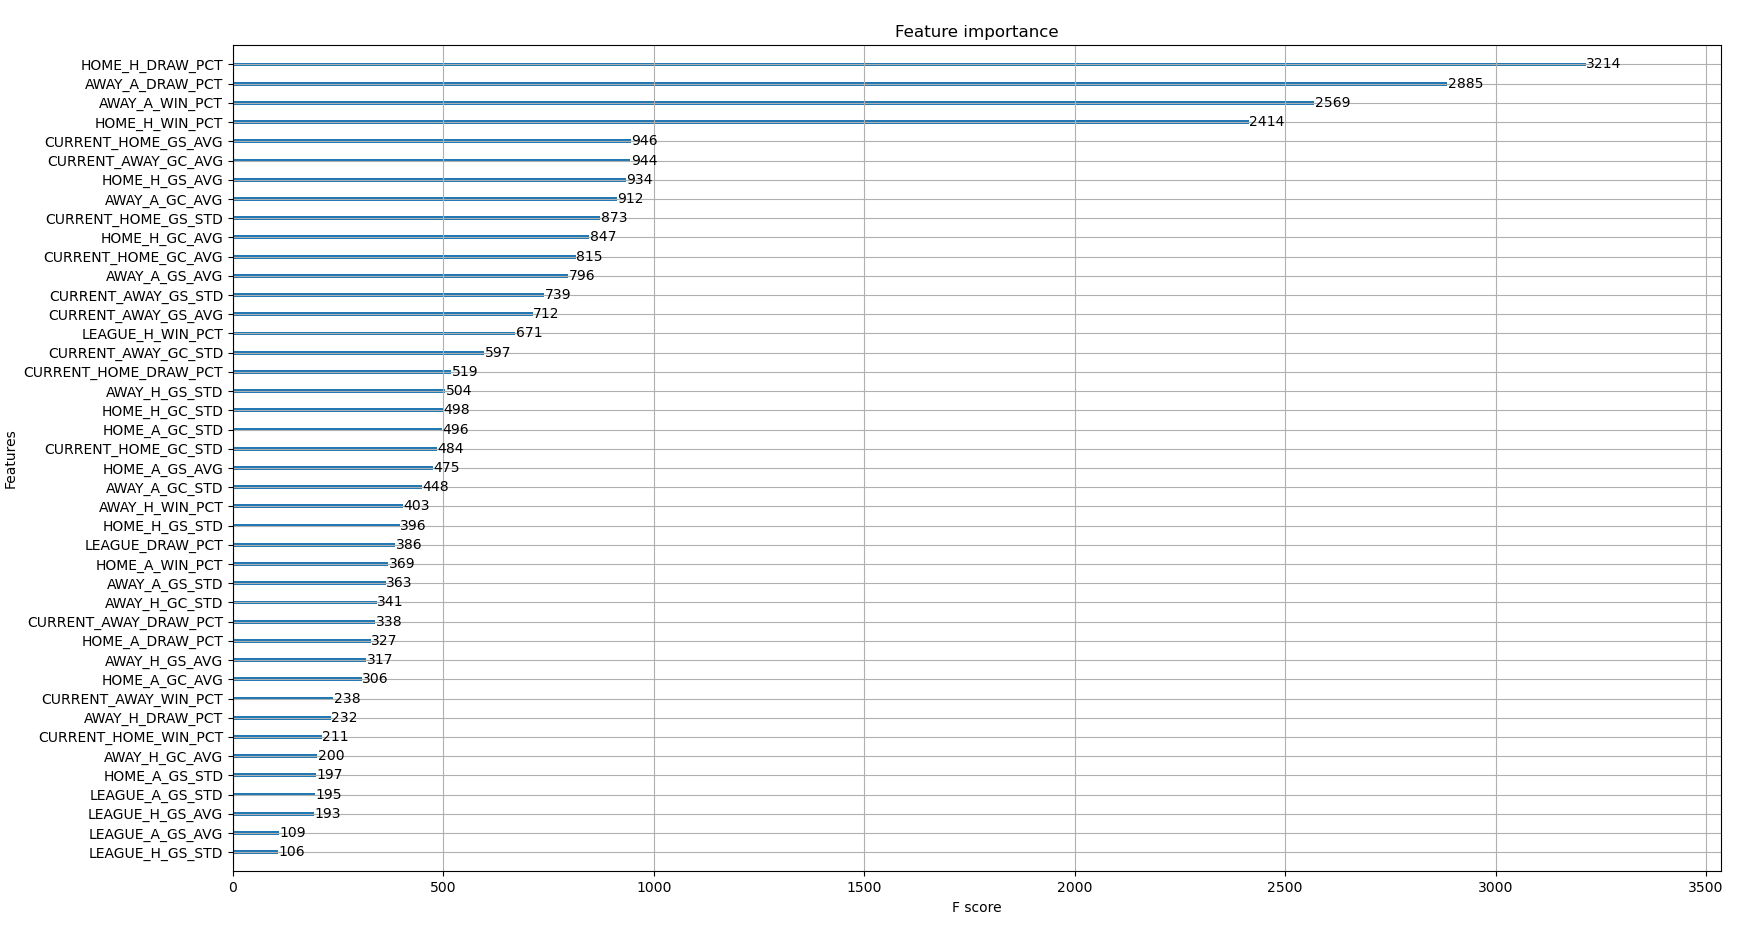 Feature importance
HOME_H_DRAW_PCT 3214
AWAY_A_DRAW_PCT 2885
AWAY_A_WIN_PCT 2569
HOME_H_WIN_PCT 2414
CURRENT_HOME_GS_AVG 946
CURRENT_AWAY_GC_AVG 944
HOME_H_GS_AVG 934
AWAY_A_GC_AVG 912
CURRENT_HOME_GS_STD 873
HOME_H_GC_AVG 847
CURRENT_HOME_GC_AVG 815
AWAY_A_GS_AVG 796
CURRENT_AWAY_GS_STD 739
CURRENT_AWAY_GS_AVG 712
LEAGUE_H_WIN_PCT 671
CURRENT_AWAY_GC_STD 597
CURRENT_HOME_DRAW_PCT 519
AWAY_H_GS_STD 504
HOME_H_GC_STD 498
HOME_A_GC_STD 496
CURRENT_HOME_GC_STD 484
HOME_A_GS_AVG 475
AWAY_A_GC_STD 448
AWAY_H_WIN_PCT 403
HOME_H_GS_STD 396
LEAGUE_DRAW_PCT 386
HOME_A_WIN_PCT 369
AWAY_A_GS_STD 363
AWAY_H_GC_STD 341
CURRENT_AWAY_DRAW_PCT 338
HOME_A_DRAW_PCT 327
AWAY_H_GS_AVG 317
HOME_A_GC_AVG 306
CURRENT_AWAY_WIN_PCT 238
AWAY_H_DRAW_PCT 232
CURRENT_HOME_WIN_PCT 211
AWAY_H_GC_AVG 200
HOME_A_GS_STD 197
LEAGUE_A_GS_STD 195
LEAGUE_H_GS_AVG 193
LEAGUE_A_GS_AVG 109
LEAGUE_H_GS_STD 106
Features
0 500 1000 1500 2000 2500 3000 3500
F score